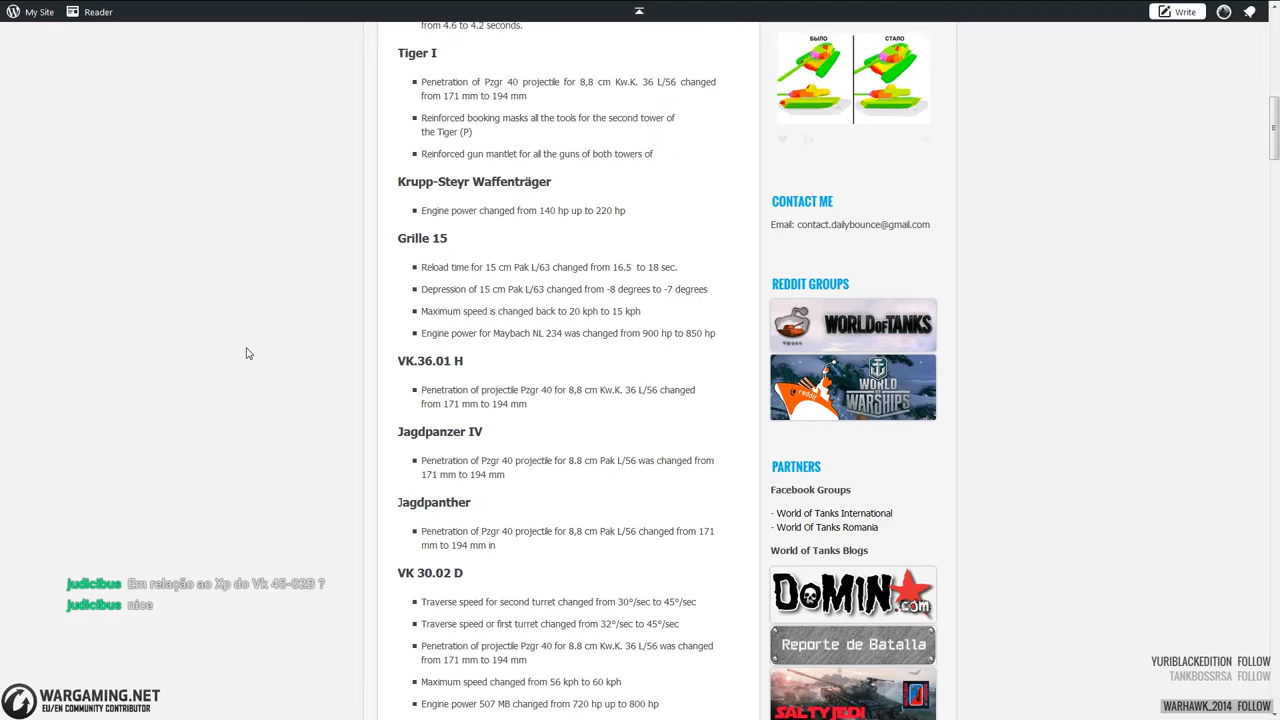 My Site
Reader
Write
from 4.6 to 4.2 seconds.
Tiger I
Penetration of Pzgr 40 projectile for 8,8 cm Kw.K. 36 L/56 changed
from 171 mm to 194 mm
Reinforced booking masks all the tools for the second tower of
the Tiger (P)
Reinforced gun mantlet for all the guns of both towers of
Krupp-Steyr Waffenträger
Engine power changed from 140 hp up to 220 hp
Grille 15
Reload time for 15 cm Pak L/63 changed from 16.5 to 18 sec.
Depression of 15 cm Pak L/63 changed from -8 degrees to -7 degrees
Maximum speed is changed back to 20 kph to 15 kph
Engine power for Maybach NL 234 was changed from 900 hp to 850 hp
VK.36.01 H
Penetration of projectile Pzgr 40 for 8,8 cm Kw.K. 36 L/56 changed
from 171 mm to 194 mm
Jagdpanzer IV
Penetration of Pzgr 40 projectile for 8.8 cm Pak L/56 was changed from
171 mm to 194 mm
Jagdpanther
Penetration of Pzgr 40 projectile for 8,8 cm Pak L/56 changed from 171
mm to 194 mm in
VK 30.02 D
Traverse speed for second turret changed from 30°/sec to 45°/sec
Traverse speed or first turret changed from 32°/sec to 45°/sec
Penetration of projectile Pzgr 40 for 8.8 cm Kw.K. 36 L/56 was changed
from 171 mm to 194 mm
Maximum speed changed from 56 kph to 60 kph
Engine power 507 MB changed from 720 hp up to 800 hp
БЫЛО
СТАЛО
CONTACT ME
Email: contact.dailybounce@gmail.com
REDDIT GROUPS
WORLD OF TANKS
reddit
WORLD
OF
WARSHIPS
PARTNERS
Facebook Groups
- World of Tanks International
- World Of Tanks Romania
World of Tanks Blogs
DOMIN
.com
Reporte de Batalla
SALTYJEDI
judicibus Em relação ao Xp do Vk 45-02B ?
judicibus nice
WARGAMING.NET
EU/EN COMMUNITY CONTRIBUTOR
YURIBLACKEDITION FOLLOW
TANKBOSSRSA FOLLOW
WARHAWK_2014 FOLLOW